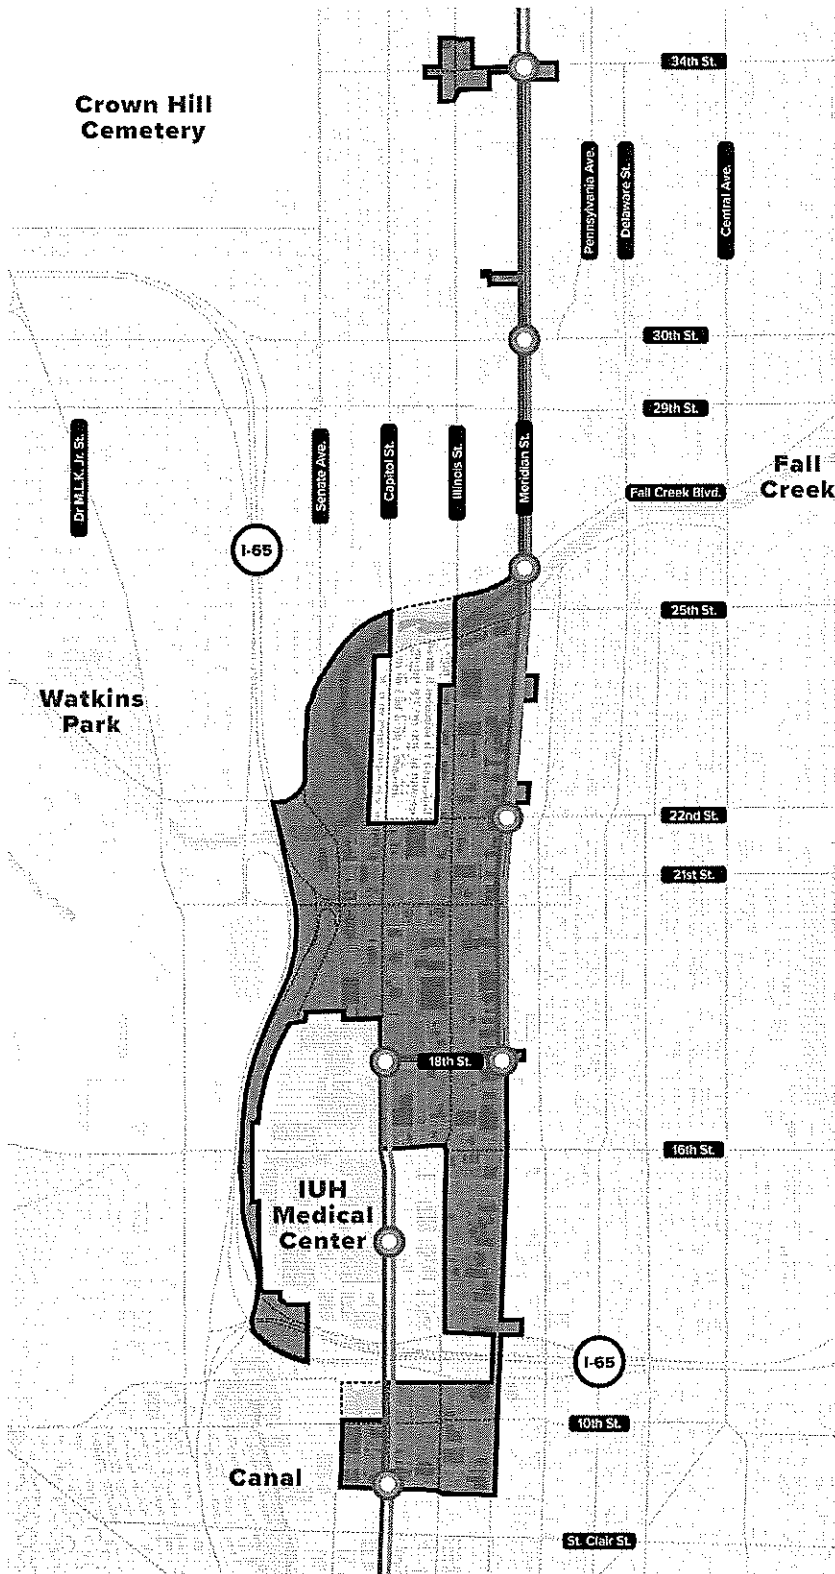 34th St.
Crown Hill
Cemetery
Pennsylvania Ave.
Delaware St.
Central Ave.
30th St.
29th St.
Dr M.L.K. Jr. St.
Senate Ave.
Capitol St.
Illinois St.
Meridian St.
Fall
Creek
Fall Creek Blvd.
I-65
25th St.
Watkins
Park
22nd St.
21st St.
18th St.
16th St.
IUH
Medical
Center
I-65
10th St.
Canal
St. Clair St.